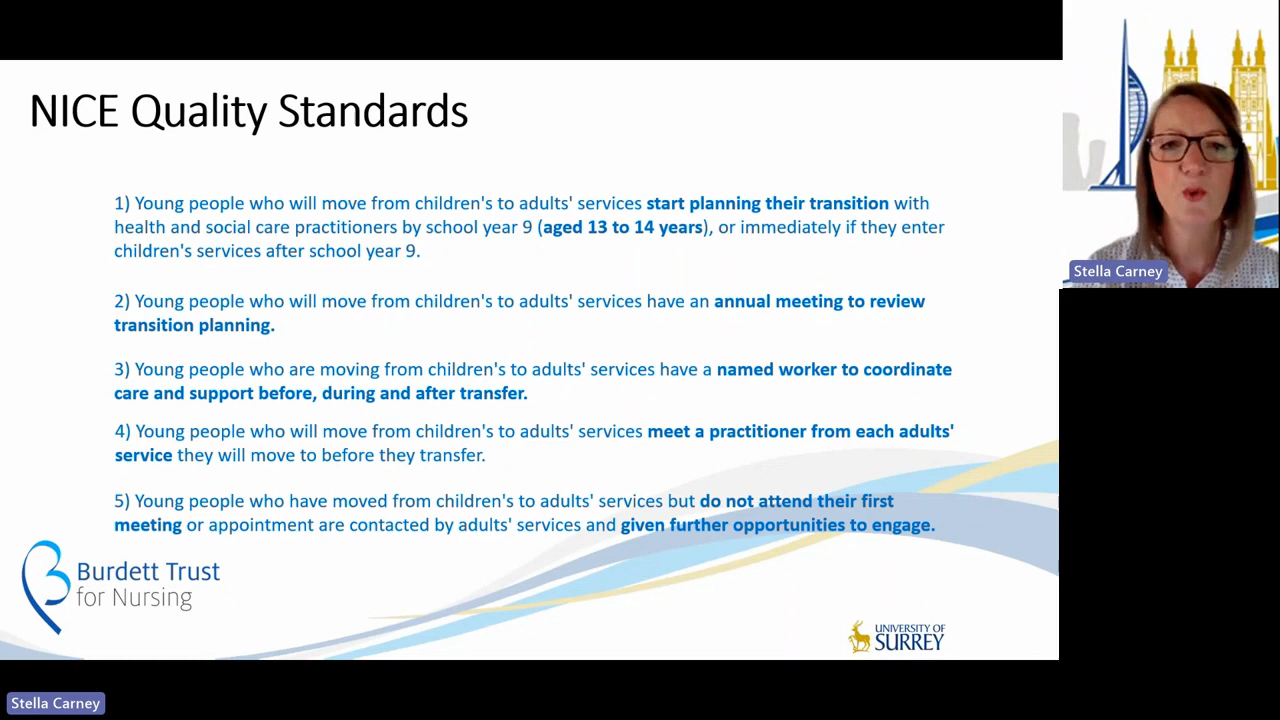 NICE Quality Standards
1) Young people who will move from children's to adults' services start planning their transition with
health and social care practitioners by school year 9 (aged 13 to 14 years), or immediately if they enter
children's services after school year 9.
2) Young people who will move from children's to adults' services have an annual meeting to review
transition planning.
3) Young people who are moving from children's to adults' services have a named worker to coordinate
care and support before, during and after transfer.
4) Young people who will move from children's to adults' services meet a practitioner from each adults'
service they will move to before they transfer.
5) Young people who have moved from children's to adults' services but do not attend their first
meeting or appointment are contacted by adults' services and given further opportunities to engage.
Burdett Trust
for Nursing
UNIVERSITY OF
SURREY
Stella Carney
Stella Carney